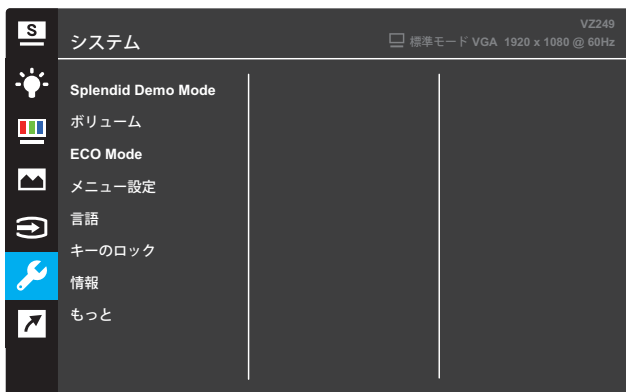 S
VZ249
システム
標準モード VGA 1920 x 1080 @ 60Hz
Splendid Demo Mode
ボリューム
ECO Mode
メニュー設定
言語
キーのロック
情報
もっと